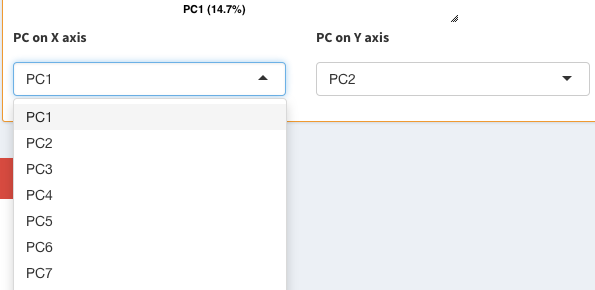 PC1 (14.7%)
PC on X axis
PC on Y axis
PC1
PC2
PC1
PC2
PC3
PC4
PC5
PC6
PC7